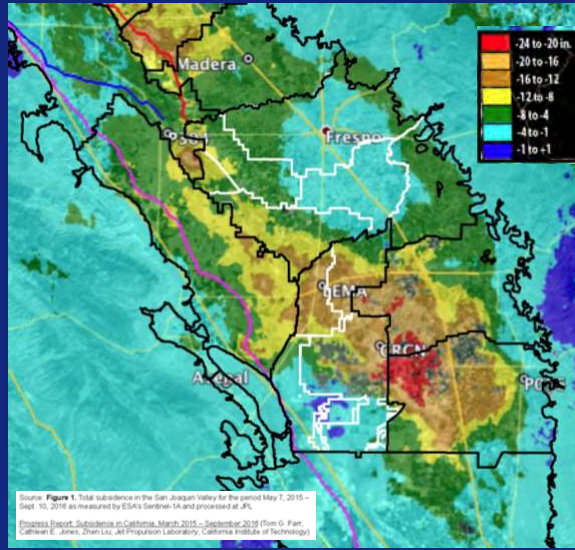 -24 to -20 in.
-20 to -16
-16 to -12
-12 to -8
-8 to -4
-4 to -1
-1 to +1
Madera
Fresno
LEMA
CRCN
Source: Figure 1. Total subsidence in the San Joaquin Valley for the period May 7, 2015 –
Sept. 10, 2016 as measured by ESA's Sentinel-1A and processed at JPL
Progress Report: Subsidence in California, March 2015 – September 2016 (Tom G. Farr,
Cathleen E. Jones, Zhen Liu, Jet Propulsion Laboratory, California Institute of Technology)